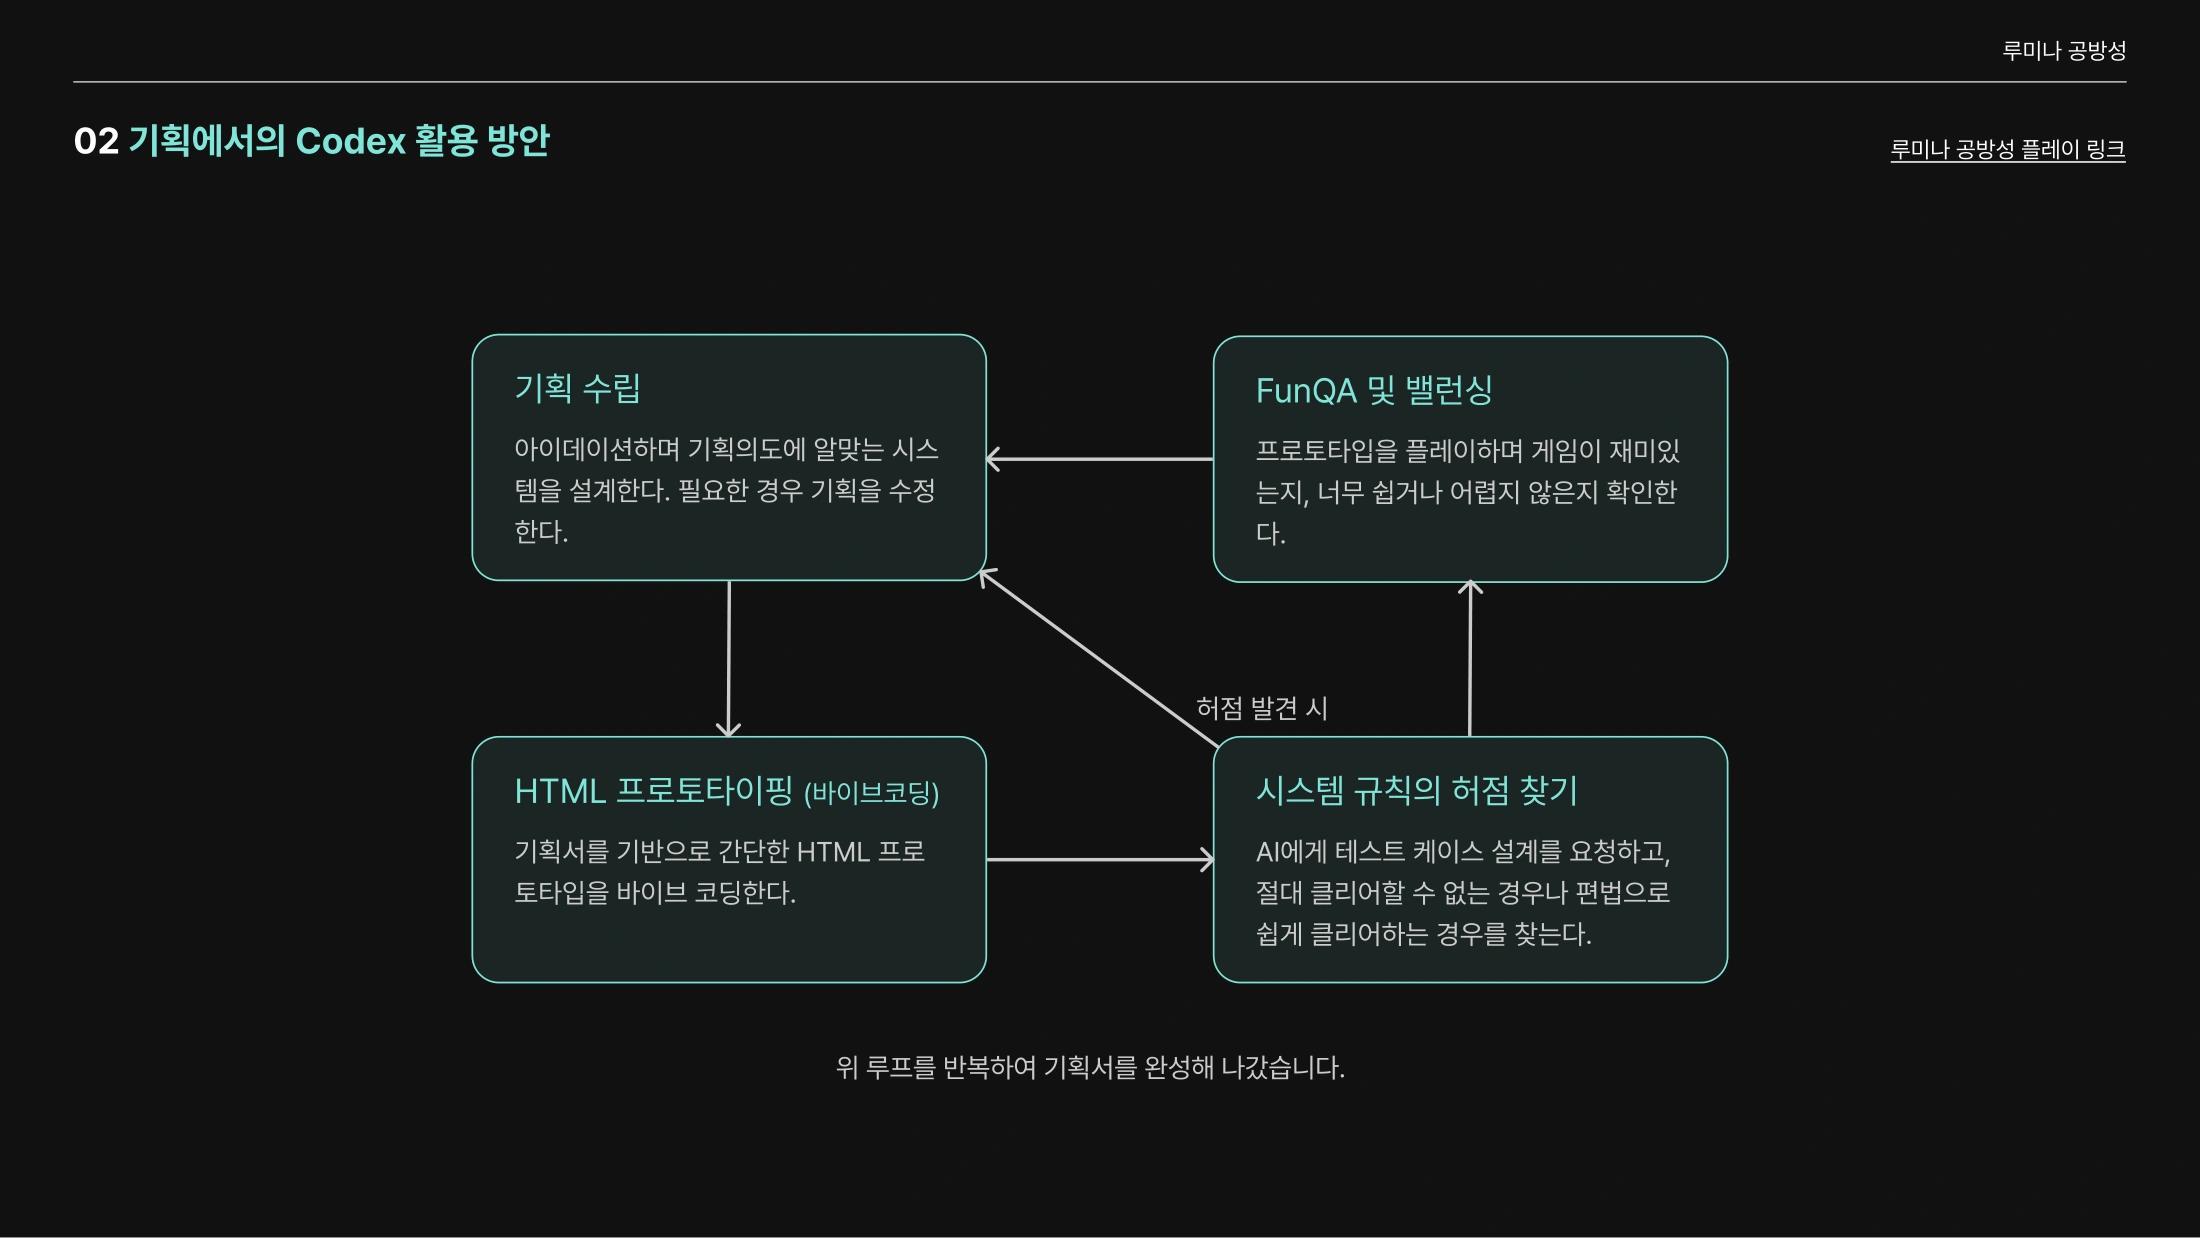 루미나 공방성
02 기획에서의 Codex 활용 방안
루미나 공방성 플레이 링크
기획 수립
아이데이션하며 기획의도에 알맞는 시스
템을 설계한다. 필요한 경우 기획을 수정
한다.
FunQA 및 밸런싱
프로토타입을 플레이하며 게임이 재미있
는지, 너무 쉽거나 어렵지 않은지 확인한
다.
허점 발견 시
HTML 프로토타이핑 (바이브코딩)
기획서를 기반으로 간단한 HTML 프로
토타입을 바이브 코딩한다.
시스템 규칙의 허점 찾기
AI에게 테스트 케이스 설계를 요청하고,
절대 클리어할 수 없는 경우나 편법으로
쉽게 클리어하는 경우를 찾는다.
위 루프를 반복하여 기획서를 완성해 나갔습니다.